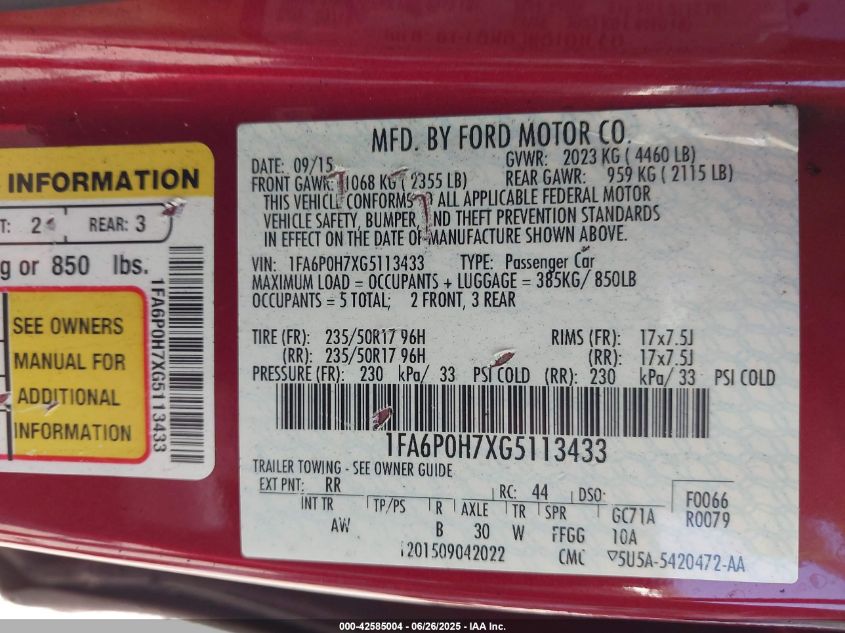 MFD. BY FORD MOTOR CO.
DATE: 09/15 GVWR: 2023 KG ( 4460 LB)
FRONT GAWR: 1068 KG ( 2355 LB) REAR GAWR: 959 KG ( 2115 LB)
THIS VEHICLE CONFORMS TO ALL APPLICABLE FEDERAL MOTOR
VEHICLE SAFETY, BUMPER, AND THEFT PREVENTION STANDARDS
IN EFFECT ON THE DATE OF MANUFACTURE SHOWN ABOVE.
VIN: 1FA6P0H7XG5113433 TYPE: Passenger Car
MAXIMUM LOAD = OCCUPANTS + LUGGAGE = 385KG/ 850LB
OCCUPANTS = 5 TOTAL; 2 FRONT, 3 REAR
TIRE (FR): 235/50R17 96H RIMS (FR): 17x7.5J
(RR): 235/50R17 96H (RR): 17x7.5J
PRESSURE (FR): 230 kPa/ 33 PSI COLD (RR): 230 kPa/ 33 PSI COLD
1FA6P0H7XG5113433
TRAILER TOWING - SEE OWNER GUIDE
EXT PNT: RR RC: 44 DSO: F0066
INT TR TP/PS R AXLE TR SPR GC71A R0079
AW B 30 W FFGG 10A
201509042022 CMC 5U5A-5420472-AA
INFORMATION
T: 2 REAR: 3
g or 850 lbs.
SEE OWNERS
MANUAL FOR
ADDITIONAL
INFORMATION
1FA6P0H7XG5113433
000-42585004 - 06/26/2025 - IAA Inc.